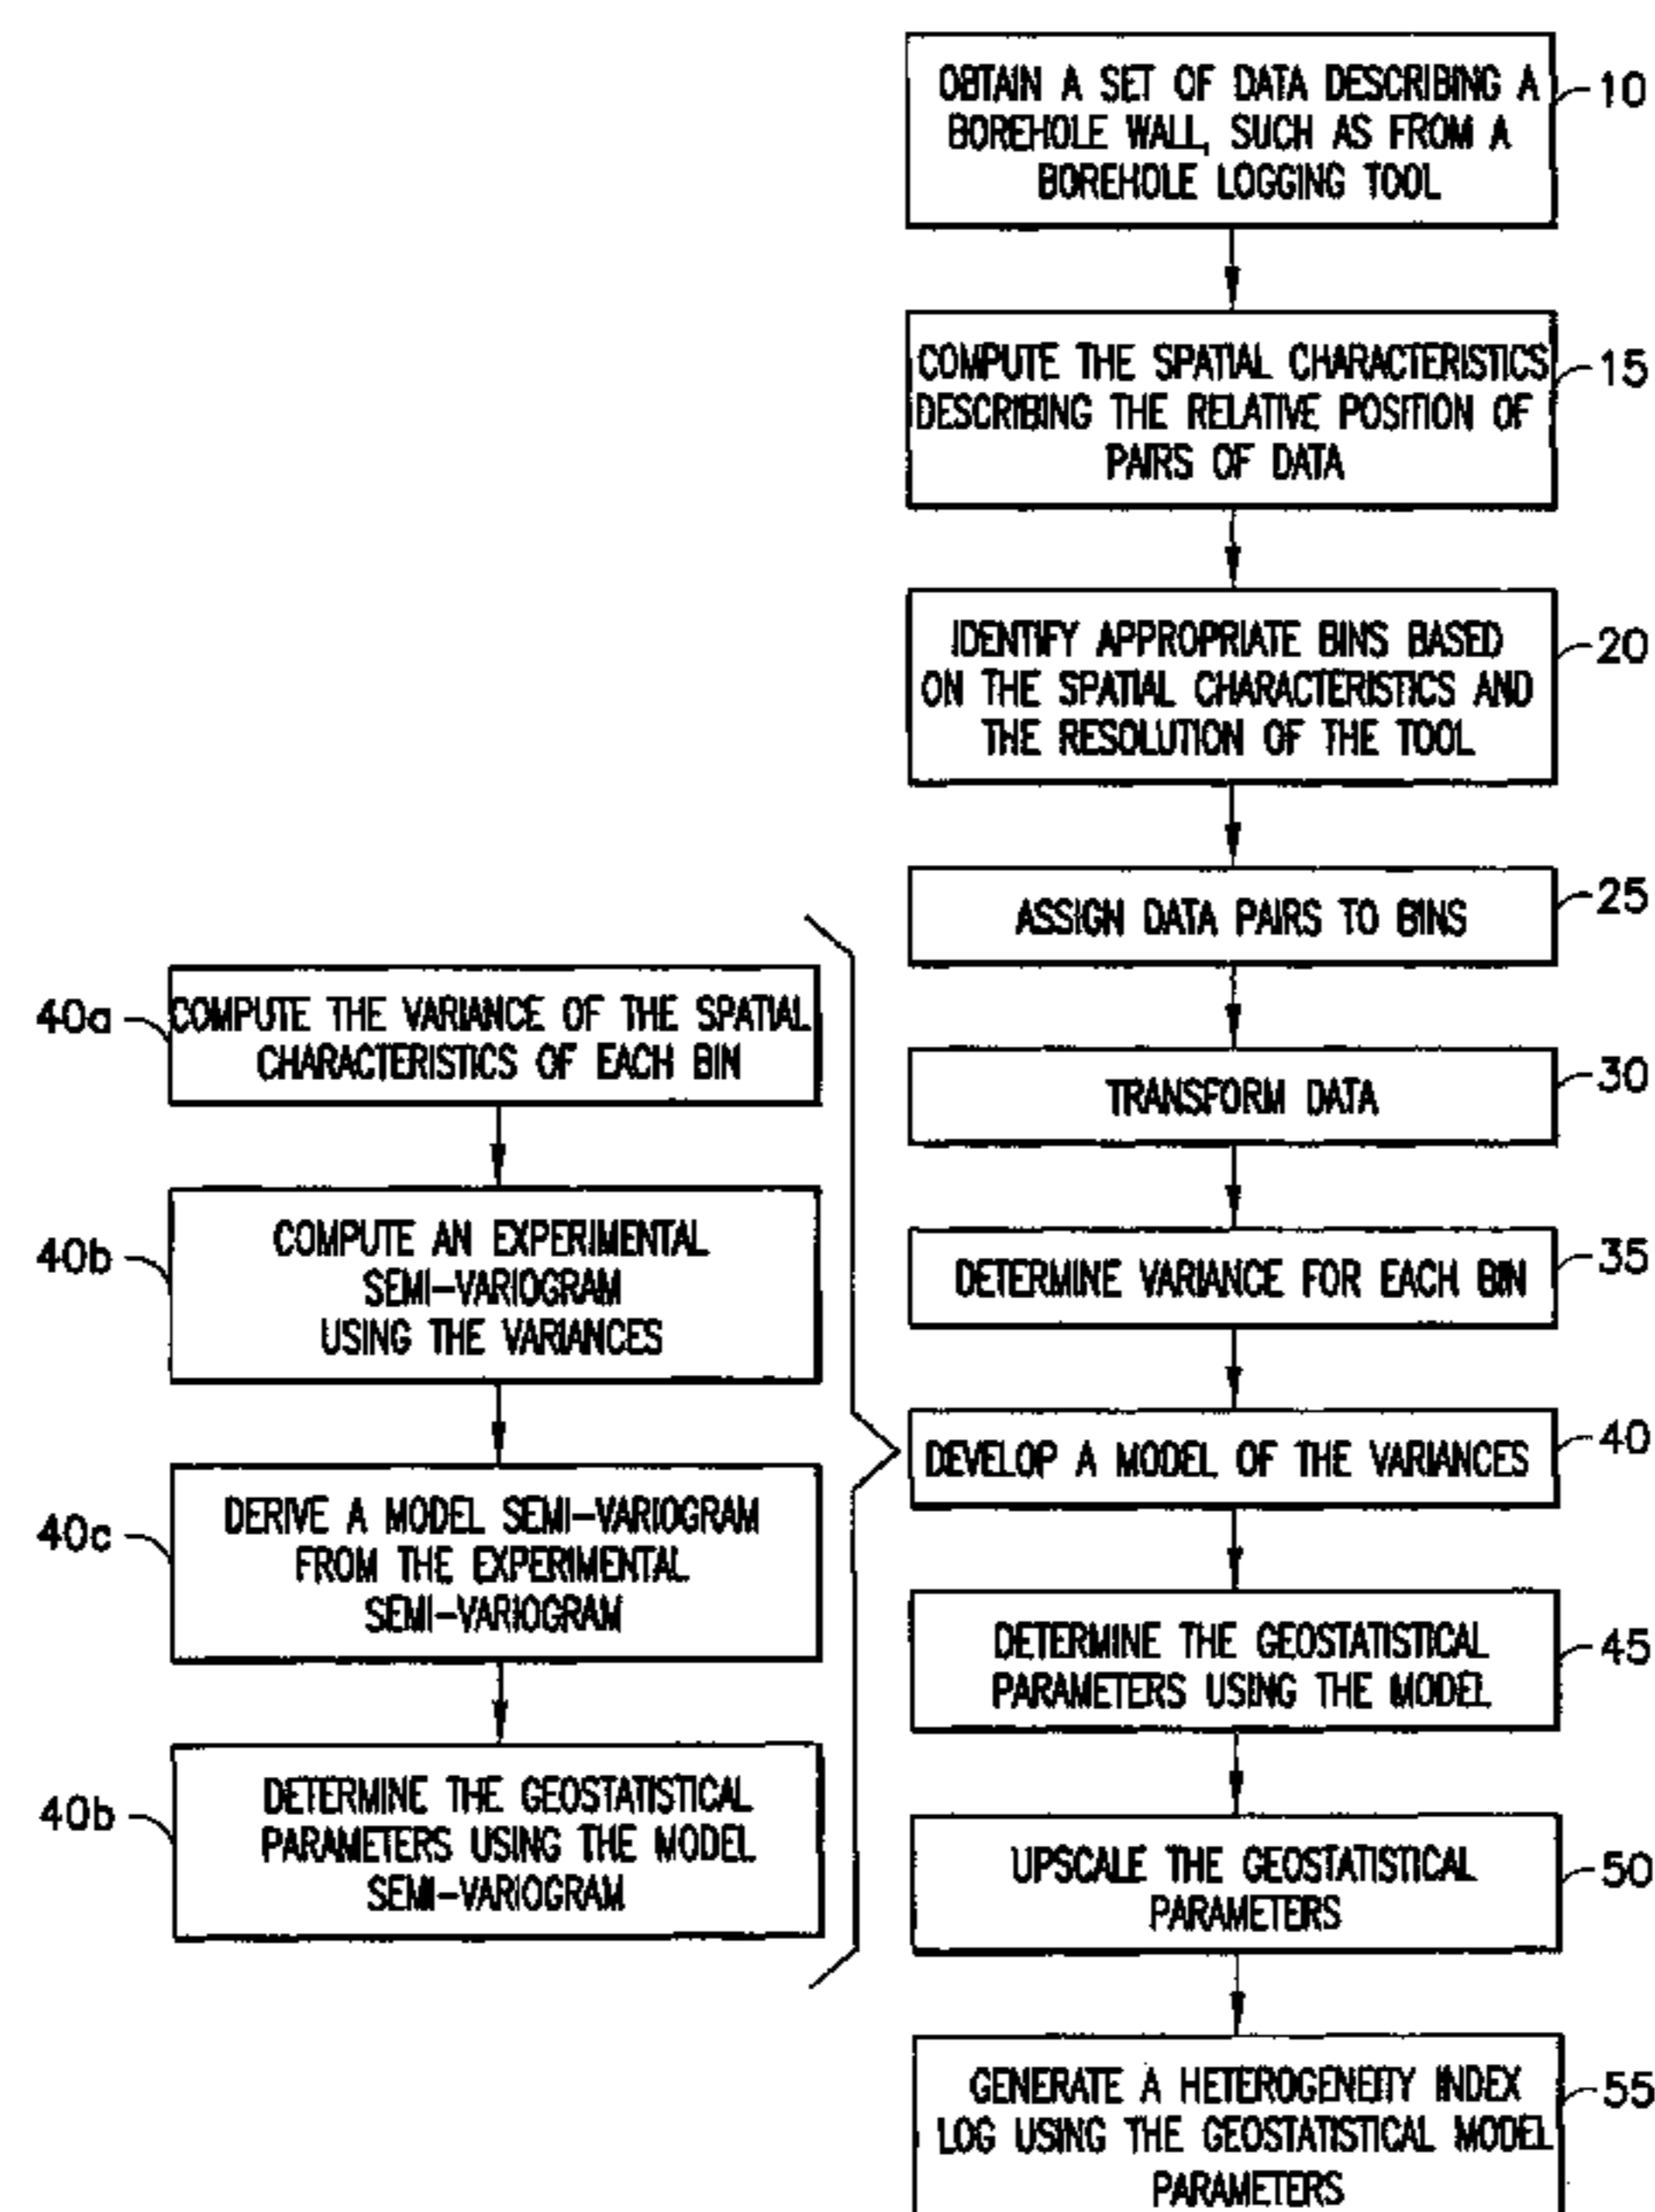 OBTAIN A SET OF DATA DESCRIBING A
BOREHOLE WALL, SUCH AS FROM A
BOREHOLE LOGGING TOOL
10
COMPUTE THE SPATIAL CHARACTERISTICS
DESCRIBING THE RELATIVE POSITION OF
PAIRS OF DATA
15
IDENTIFY APPROPRIATE BINS BASED
ON THE SPATIAL CHARACTERISTICS AND
THE RESOLUTION OF THE TOOL
20
ASSIGN DATA PAIRS TO BINS
25
TRANSFORM DATA
30
DETERMINE VARIANCE FOR EACH BIN
35
DEVELOP A MODEL OF THE VARIANCES
40
40a
COMPUTE THE VARIANCE OF THE SPATIAL
CHARACTERISTICS OF EACH BIN
40b
COMPUTE AN EXPERIMENTAL
SEMI-VARIOGRAM
USING THE VARIANCES
40c
DERIVE A MODEL SEMI-VARIOGRAM
FROM THE EXPERIMENTAL
SEMI-VARIOGRAM
40b
DETERMINE THE GEOSTATISTICAL
PARAMETERS USING THE MODEL
SEMI-VARIOGRAM
DETERMINE THE GEOSTATISTICAL
PARAMETERS USING THE MODEL
45
UPSCALE THE GEOSTATISTICAL
PARAMETERS
50
GENERATE A HETEROGENEITY INDEX
LOG USING THE GEOSTATISTICAL MODEL
PARAMETERS
55